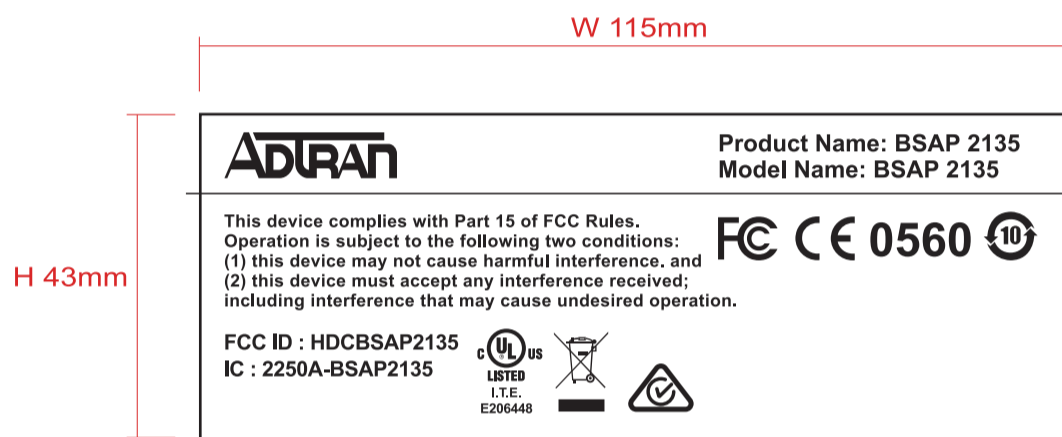 W 115mm
H 43mm
ADTRAN
Product Name: BSAP 2135
Model Name: BSAP 2135
This device complies with Part 15 of FCC Rules.
Operation is subject to the following two conditions:
(1) this device may not cause harmful interference. and
(2) this device must accept any interference received;
including interference that may cause undesired operation.
FC CE 0560 10
FCC ID : HDCBSAP2135
IC : 2250A-BSAP2135
C UL US
LISTED
I.T.E.
E206448